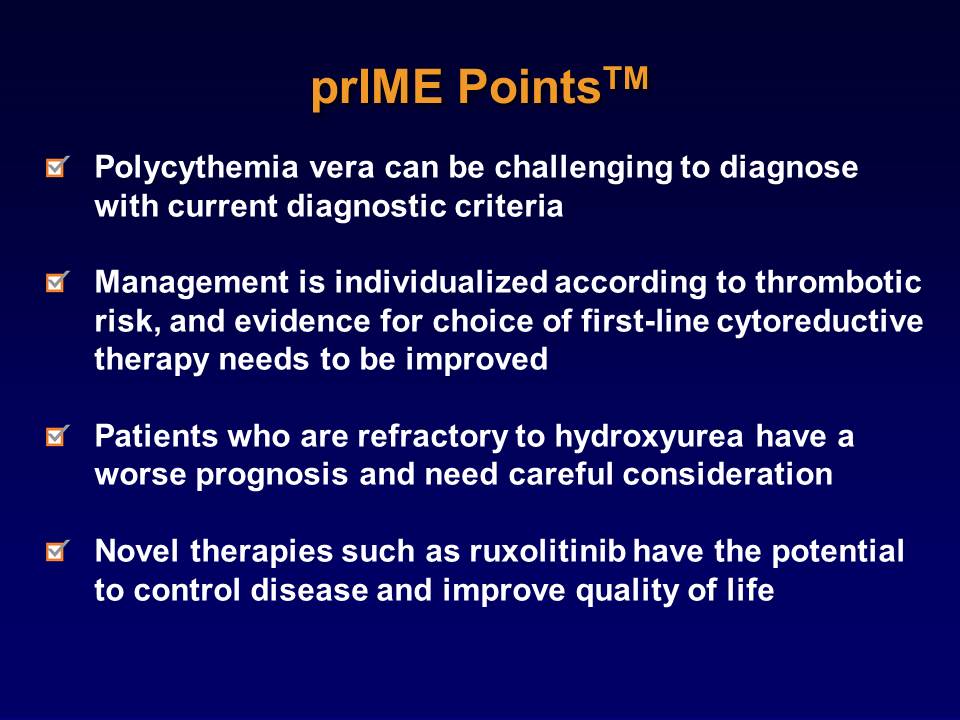 prIME PointsTM
Polycythemia vera can be challenging to diagnose
with current diagnostic criteria
Management is individualized according to thrombotic
risk, and evidence for choice of first-line cytoreductive
therapy needs to be improved
Patients who are refractory to hydroxyurea have a
worse prognosis and need careful consideration
Novel therapies such as ruxolitinib have the potential
to control disease and improve quality of life